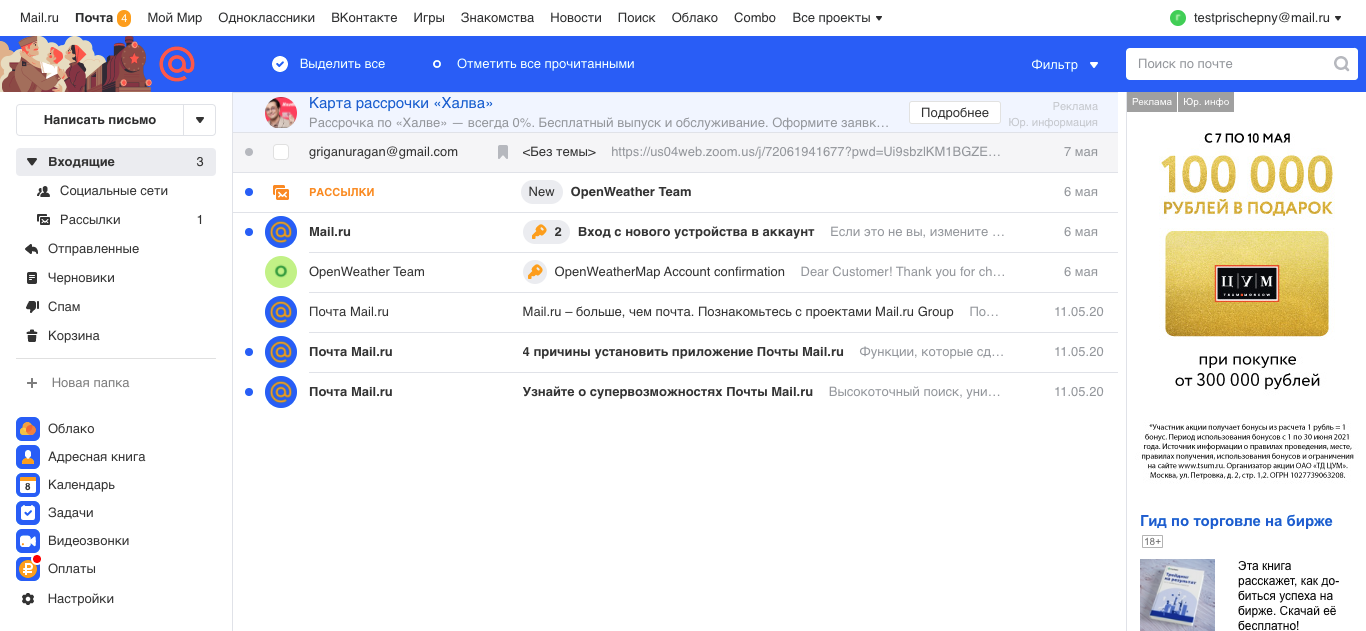 Mail.ru Почта 4 Мой Мир Одноклассники ВКонтакте Игры Знакомства Новости Поиск Облако Combo Все проекты
г testprischepny@mail.ru
Выделить все Отметить все прочитанными Фильтр Поиск по почте
Написать письмо
Входящие 3
Социальные сети
Рассылки 1
Отправленные
Черновики
Спам
Корзина
Новая папка
Облако
Адресная книга
8 Календарь
Задачи
Видеозвонки
Оплаты
Настройки
Карта рассрочки «Халва»
Рассрочка по «Халве» — всегда 0%. Бесплатный выпуск и обслуживание. Оформите заявк…
Подробнее
Реклама
Юр. информация
griganuragan@gmail.com <Без темы> https://us04web.zoom.us/j/72061941677?pwd=Ui9sbzlKM1BGZE… 7 мая
РАССЫЛКИ New OpenWeather Team 6 мая
Mail.ru 2 Вход с нового устройства в аккаунт Если это не вы, измените … 6 мая
OpenWeather Team OpenWeatherMap Account confirmation Dear Customer! Thank you for ch… 6 мая
Почта Mail.ru Mail.ru – больше, чем почта. Познакомьтесь с проектами Mail.ru Group По… 11.05.20
Почта Mail.ru 4 причины установить приложение Почты Mail.ru Функции, которые сд… 11.05.20
Почта Mail.ru Узнайте о супервозможностях Почты Mail.ru Высокоточный поиск, уни… 11.05.20
Реклама Юр. инфо
С 7 ПО 10 МАЯ
100 000
РУБЛЕЙ В ПОДАРОК
ЦУМ
TSUM•MOSCOW
при покупке
от 300 000 рублей
*Участник акции получает бонусы из расчета 1 рубль = 1
бонус. Период использования бонусов с 1 по 30 июня 2021
года. Источник информации о правилах проведения, месте,
правилах получения, использования бонусов и ограничения
на сайте www.tsum.ru. Организатор акции ОАО «ТД ЦУМ».
Москва, ул. Петровка, д. 2, стр. 1,2. ОГРН 1027739063208.
Гид по торговле на бирже
18+
Трейдинг
на результат
Эта книга
расскажет, как до-
биться успеха на
бирже. Скачай её
бесплатно!